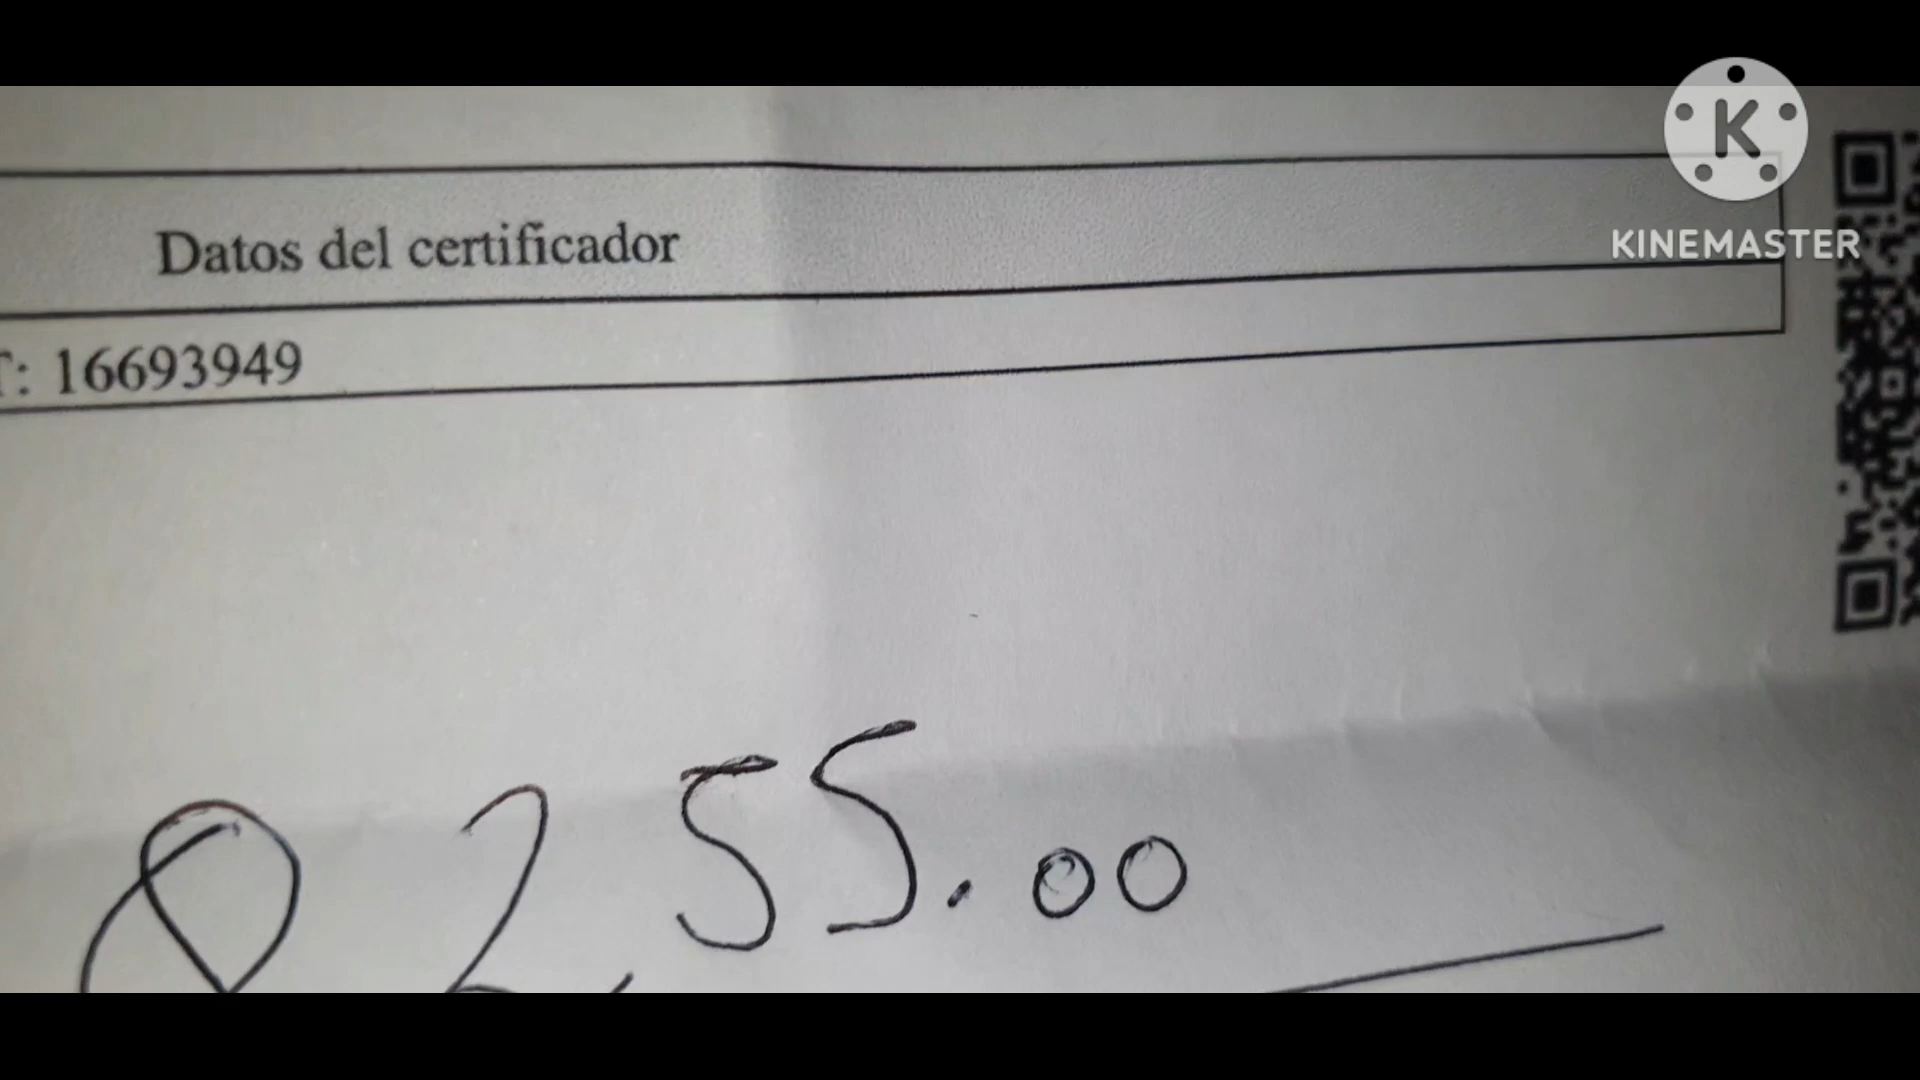 K
KINEMASTER
Datos del certificador
T: 16693949
Q 255.00